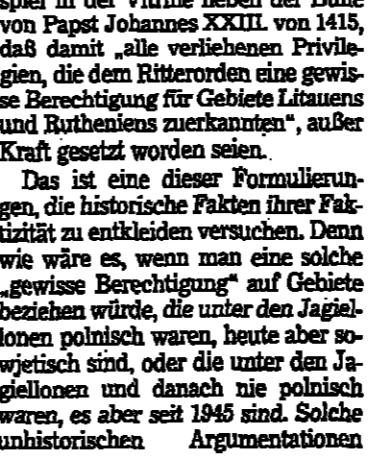 spiel in der Vitrine neben der Bulle
von Papst Johannes XXIII. von 1415,
daß damit „alle verliehenen Privile-
gien, die dem Ritterorden eine gewis-
se Berechtigung für Gebiete Litauens
und Rutheniens zuerkannten“, außer
Kraft gesetzt worden seien.
Das ist eine dieser Formulierun-
gen, die historische Fakten ihrer Fak-
tizität zu entkleiden versuchen. Denn
wie wäre es, wenn man eine solche
„gewisse Berechtigung“ auf Gebiete
beziehen würde, die unter den Jagiel-
lonen polnisch waren, heute aber so-
wjetisch sind, oder die unter den Ja-
giellonen und danach nie polnisch
waren, es aber seit 1945 sind. Solche
unhistorischen Argumentationen